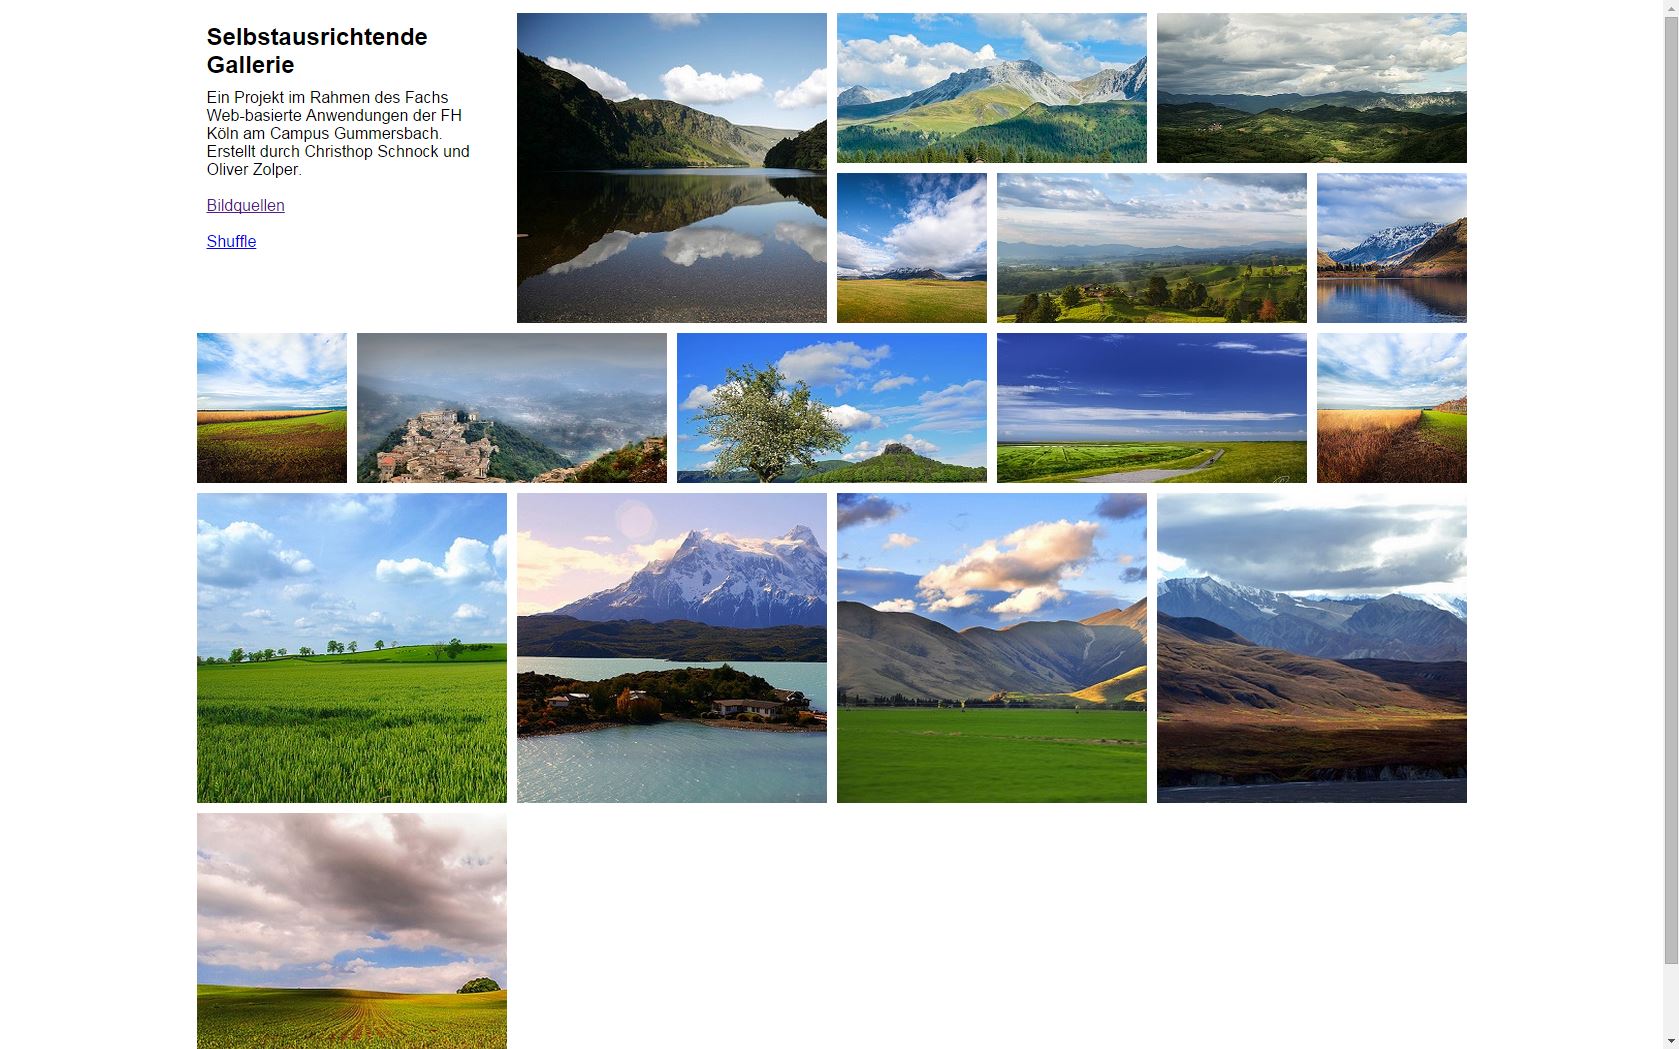 Selbstausrichtende
Gallerie
Ein Projekt im Rahmen des Fachs
Web-basierte Anwendungen der FH
Köln am Campus Gummersbach.
Erstellt durch Christhop Schnock und
Oliver Zolper.
Bildquellen
Shuffle